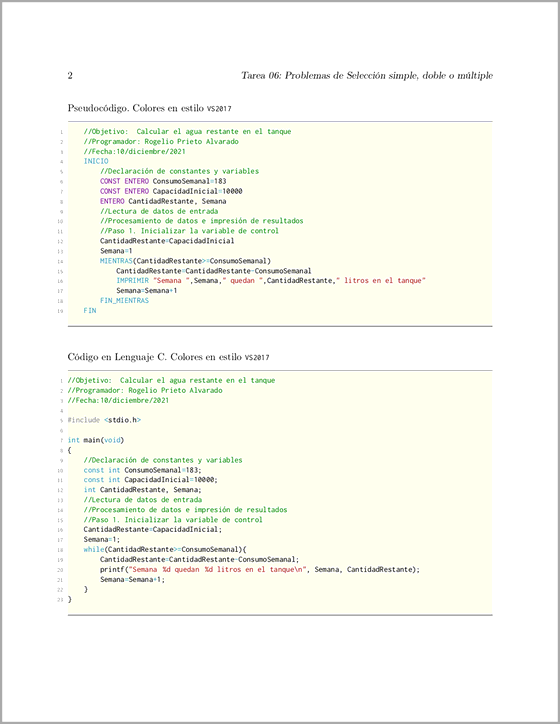 2 Tarea 06: Problemas de Selección simple, doble o múltiple
Pseudocódigo. Colores en estilo VS2017
1 //Objetivo: Calcular el agua restante en el tanque
2 //Programador: Rogelio Prieto Alvarado
3 //Fecha:10/diciembre/2021
4 INICIO
5 //Declaración de constantes y variables
6 CONST ENTERO ConsumoSemanal=183
7 CONST ENTERO CapacidadInicial=10000
8 ENTERO CantidadRestante, Semana
9 //Lectura de datos de entrada
10 //Procesamiento de datos e impresión de resultados
11 //Paso 1. Inicializar la variable de control
12 CantidadRestante=CapacidadInicial
13 Semana=1
14 MIENTRAS(CantidadRestante>=ConsumoSemanal)
15 CantidadRestante=CantidadRestante-ConsumoSemanal
16 IMPRIMIR "Semana ",Semana," quedan ",CantidadRestante," litros en el tanque"
17 Semana=Semana+1
18 FIN_MIENTRAS
19 FIN
Código en Lenguaje C. Colores en estilo VS2017
1 //Objetivo: Calcular el agua restante en el tanque
2 //Programador: Rogelio Prieto Alvarado
3 //Fecha:10/diciembre/2021
4
5 #include <stdio.h>
6
7 int main(void)
8 {
9 //Declaración de constantes y variables
10 const int ConsumoSemanal=183;
11 const int CapacidadInicial=10000;
12 int CantidadRestante, Semana;
13 //Lectura de datos de entrada
14 //Procesamiento de datos e impresión de resultados
15 //Paso 1. Inicializar la variable de control
16 CantidadRestante=CapacidadInicial;
17 Semana=1;
18 while(CantidadRestante>=ConsumoSemanal){
19 CantidadRestante=CantidadRestante-ConsumoSemanal;
20 printf("Semana %d quedan %d litros en el tanque\n", Semana, CantidadRestante);
21 Semana=Semana+1;
22 }
23 }